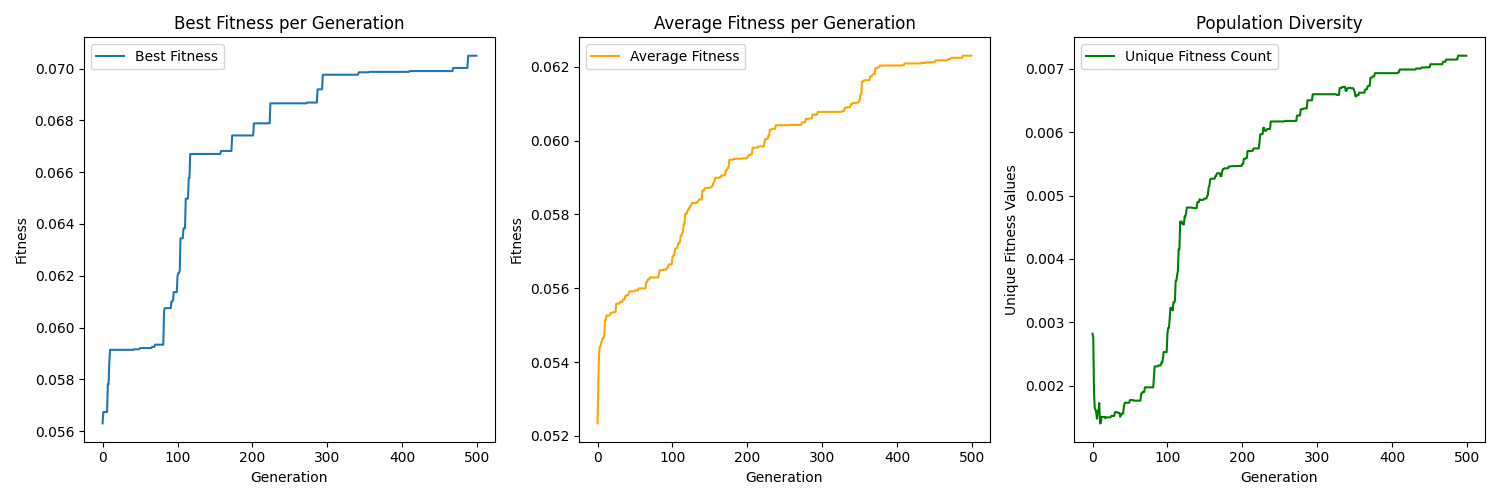 Best Fitness per Generation
Best Fitness
0.070
0.068
0.066
0.064
0.062
0.060
0.058
0.056
Fitness
0 100 200 300 400 500
Generation
Average Fitness per Generation
Average Fitness
0.062
0.060
0.058
0.056
0.054
0.052
Fitness
0 100 200 300 400 500
Generation
Population Diversity
Unique Fitness Count
0.007
0.006
0.005
0.004
0.003
0.002
Unique Fitness Values
0 100 200 300 400 500
Generation